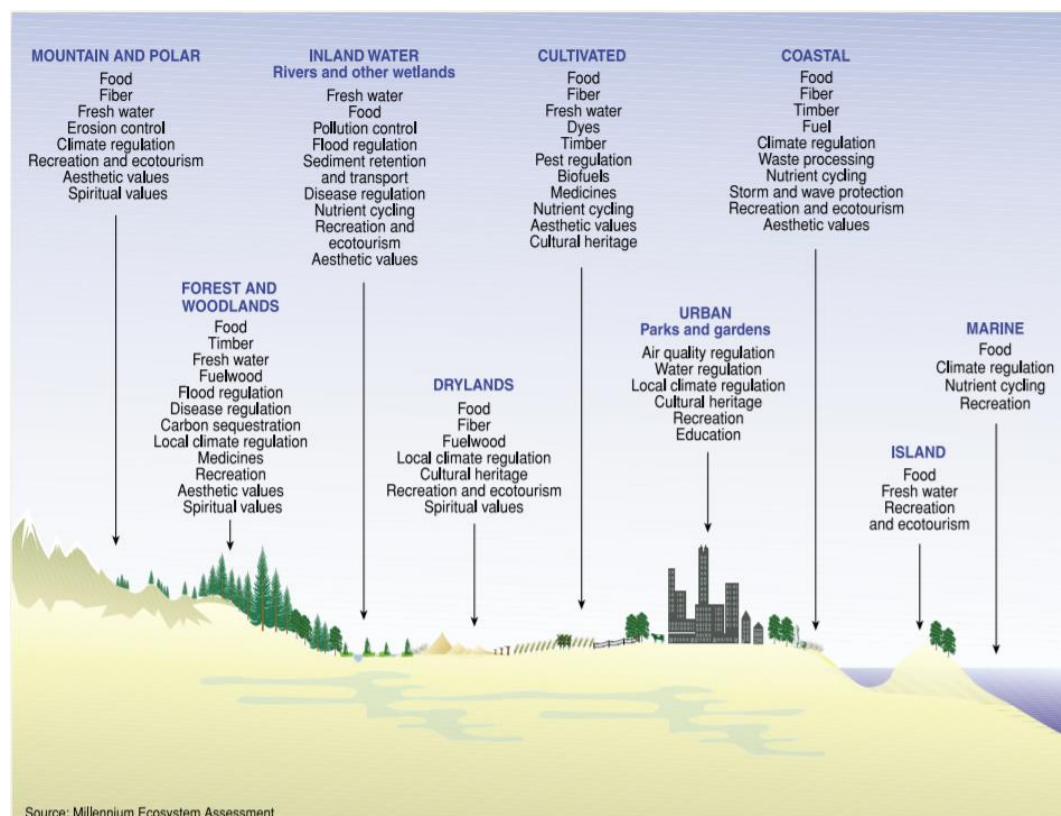 MOUNTAIN AND POLAR
Food
Fiber
Fresh water
Erosion control
Climate regulation
Recreation and ecotourism
Aesthetic values
Spiritual values
INLAND WATER
Rivers and other wetlands
Fresh water
Food
Pollution control
Flood regulation
Sediment retention
and transport
Disease regulation
Nutrient cycling
Recreation and
ecotourism
Aesthetic values
CULTIVATED
Food
Fiber
Fresh water
Dyes
Timber
Pest regulation
Biofuels
Medicines
Nutrient cycling
Aesthetic values
Cultural heritage
COASTAL
Food
Fiber
Timber
Fuel
Climate regulation
Waste processing
Nutrient cycling
Storm and wave protection
Recreation and ecotourism
Aesthetic values
FOREST AND
WOODLANDS
Food
Timber
Fresh water
Fuelwood
Flood regulation
Disease regulation
Carbon sequestration
Local climate regulation
Medicines
Recreation
Aesthetic values
Spiritual values
DRYLANDS
Food
Fiber
Fuelwood
Local climate regulation
Cultural heritage
Recreation and ecotourism
Spiritual values
URBAN
Parks and gardens
Air quality regulation
Water regulation
Local climate regulation
Cultural heritage
Recreation
Education
MARINE
Food
Climate regulation
Nutrient cycling
Recreation
ISLAND
Food
Fresh water
Recreation
and ecotourism
Source: Millennium Ecosystem Assessment